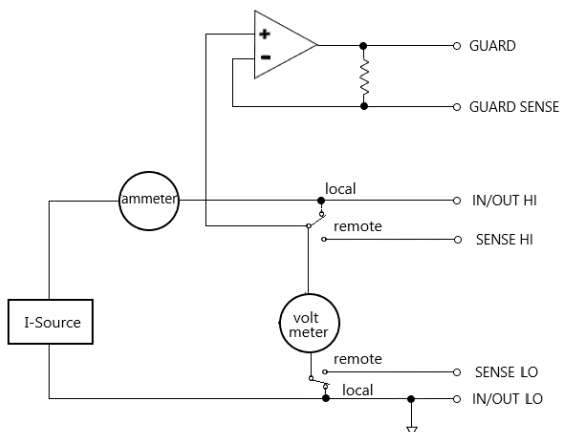 +
-
GUARD
GUARD SENSE
ammeter
local
IN/OUT HI
remote
SENSE HI
I-Source
volt
meter
remote
SENSE LO
local
IN/OUT LO